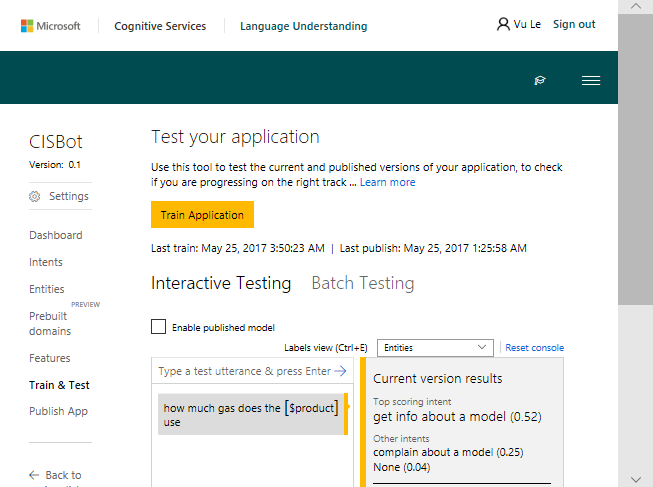 Microsoft
Cognitive Services
Language Understanding
Vu Le
Sign out
CISBot
Version: 0.1
Settings
Dashboard
Intents
Entities
PREVIEW
Prebuilt
domains
Features
Train & Test
Publish App
Back to
Test your application
Use this tool to test the current and published versions of your application, to check
if you are progressing on the right track ... Learn more
Train Application
Last train: May 25, 2017 3:50:23 AM | Last publish: May 25, 2017 1:25:58 AM
Interactive Testing
Batch Testing
Enable published model
Labels view (Ctrl+E)
Entities
Reset console
Type a test utterance & press Enter
how much gas does the [$product]
use
Current version results
Top scoring intent
get info about a model (0.52)
Other intents
complain about a model (0.25)
None (0.04)